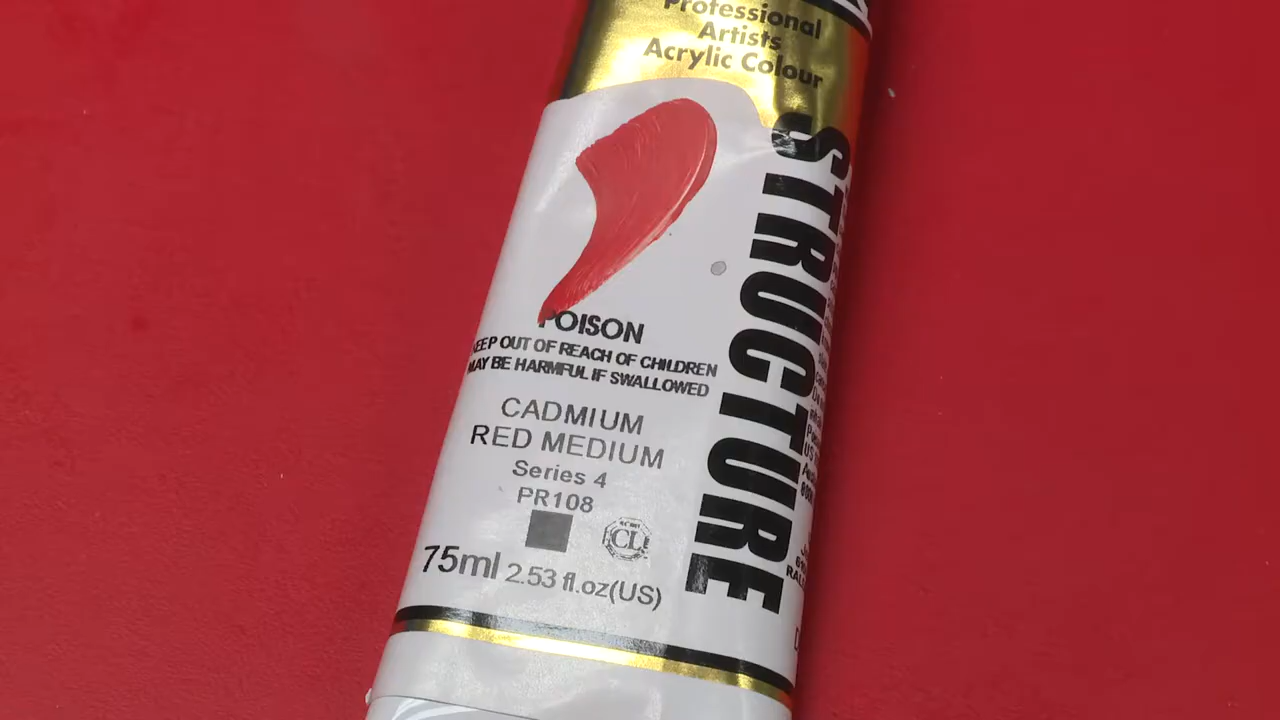 Professional
Artists
Acrylic Colour
STRUCTURE
POISON
KEEP OUT OF REACH OF CHILDREN
MAY BE HARMFUL IF SWALLOWED
CADMIUM
RED MEDIUM
Series 4
PR108
CL
75ml 2.53 fl.oz(US)